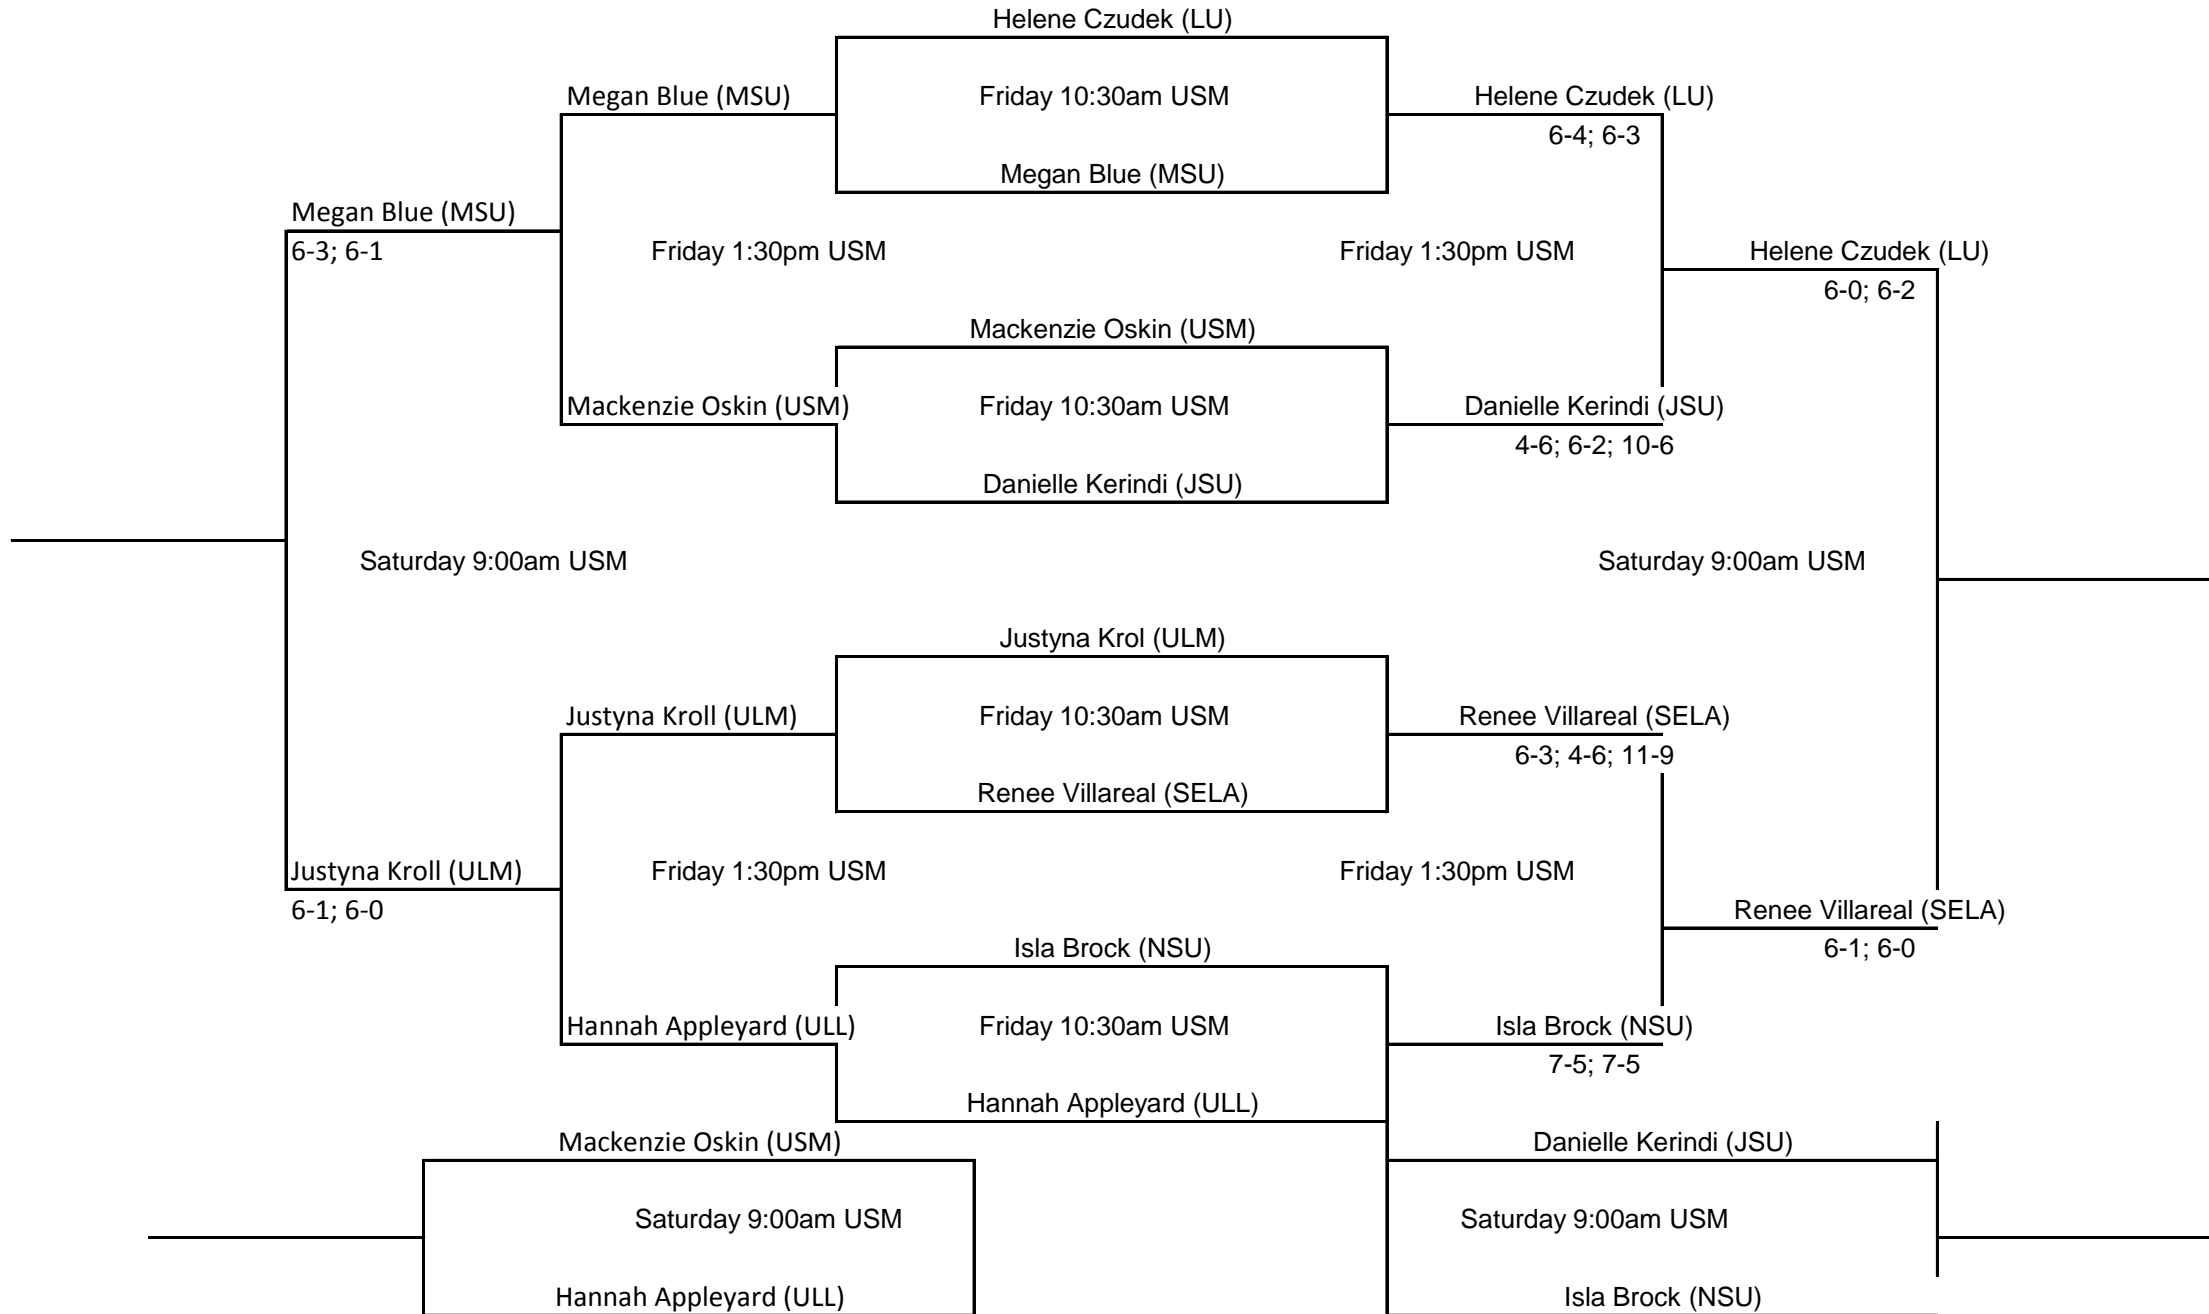 Helene Czudek (LU)
Megan Blue (MSU) Friday 10:30am USM Helene Czudek (LU)
6-4; 6-3
Megan Blue (MSU)
Megan Blue (MSU)
6-3; 6-1 Friday 1:30pm USM Friday 1:30pm USM Helene Czudek (LU)
6-0; 6-2
Mackenzie Oskin (USM)
Mackenzie Oskin (USM) Friday 10:30am USM Danielle Kerindi (JSU)
4-6; 6-2; 10-6
Danielle Kerindi (JSU)
Saturday 9:00am USM Saturday 9:00am USM
Justyna Krol (ULM)
Justyna Kroll (ULM) Friday 10:30am USM Renee Villareal (SELA)
6-3; 4-6; 11-9
Renee Villareal (SELA)
Justyna Kroll (ULM) Friday 1:30pm USM Friday 1:30pm USM
6-1; 6-0 Renee Villareal (SELA)
Isla Brock (NSU) 6-1; 6-0
Hannah Appleyard (ULL) Friday 10:30am USM Isla Brock (NSU)
7-5; 7-5
Hannah Appleyard (ULL)
Mackenzie Oskin (USM) Danielle Kerindi (JSU)
Saturday 9:00am USM Saturday 9:00am USM
Hannah Appleyard (ULL) Isla Brock (NSU)